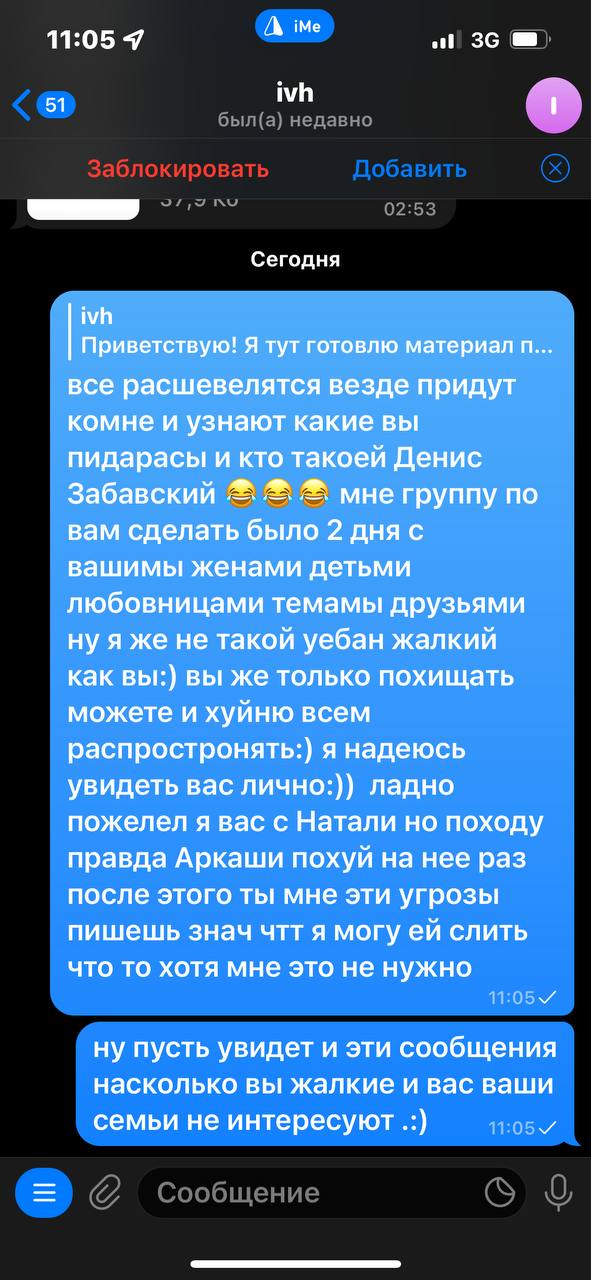 11:05
iMe
3G
51
ivh
был(а) недавно
I
Заблокировать
Добавить
37,9 Кб
02:53
Сегодня
ivh
Приветствую! Я тут готовлю материал п...
все расшевелятся везде придут
комне и узнают какие вы
пидарасы и кто такоей Денис
Забавский 😂😂😂 мне группу по
вам сделать было 2 дня с
вашимы женами детьми
любовницами темамы друзьями
ну я же не такой уебан жалкий
как вы:) вы же только похищать
можете и хуйню всем
распростронять:) я надеюсь
увидеть вас лично:)) ладно
пожелел я вас с Натали но походу
правда Аркаши похуй на нее раз
после этого ты мне эти угрозы
пишешь знач чтт я могу ей слить
что то хотя мне это не нужно
11:05
ну пусть увидет и эти сообщения
насколько вы жалкие и вас ваши
семьи не интересуют .:)
11:05
Сообщение